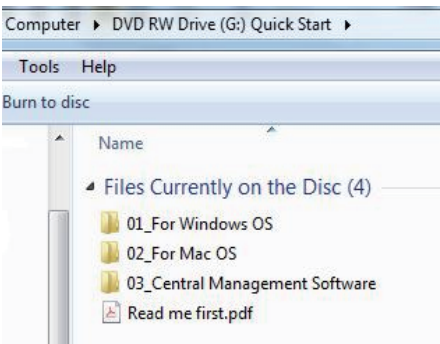 Computer ▸ DVD RW Drive (G:) Quick Start ▸
Tools Help
Burn to disc
Name
Files Currently on the Disc (4)
01_For Windows OS
02_For Mac OS
03_Central Management Software
Read me first.pdf